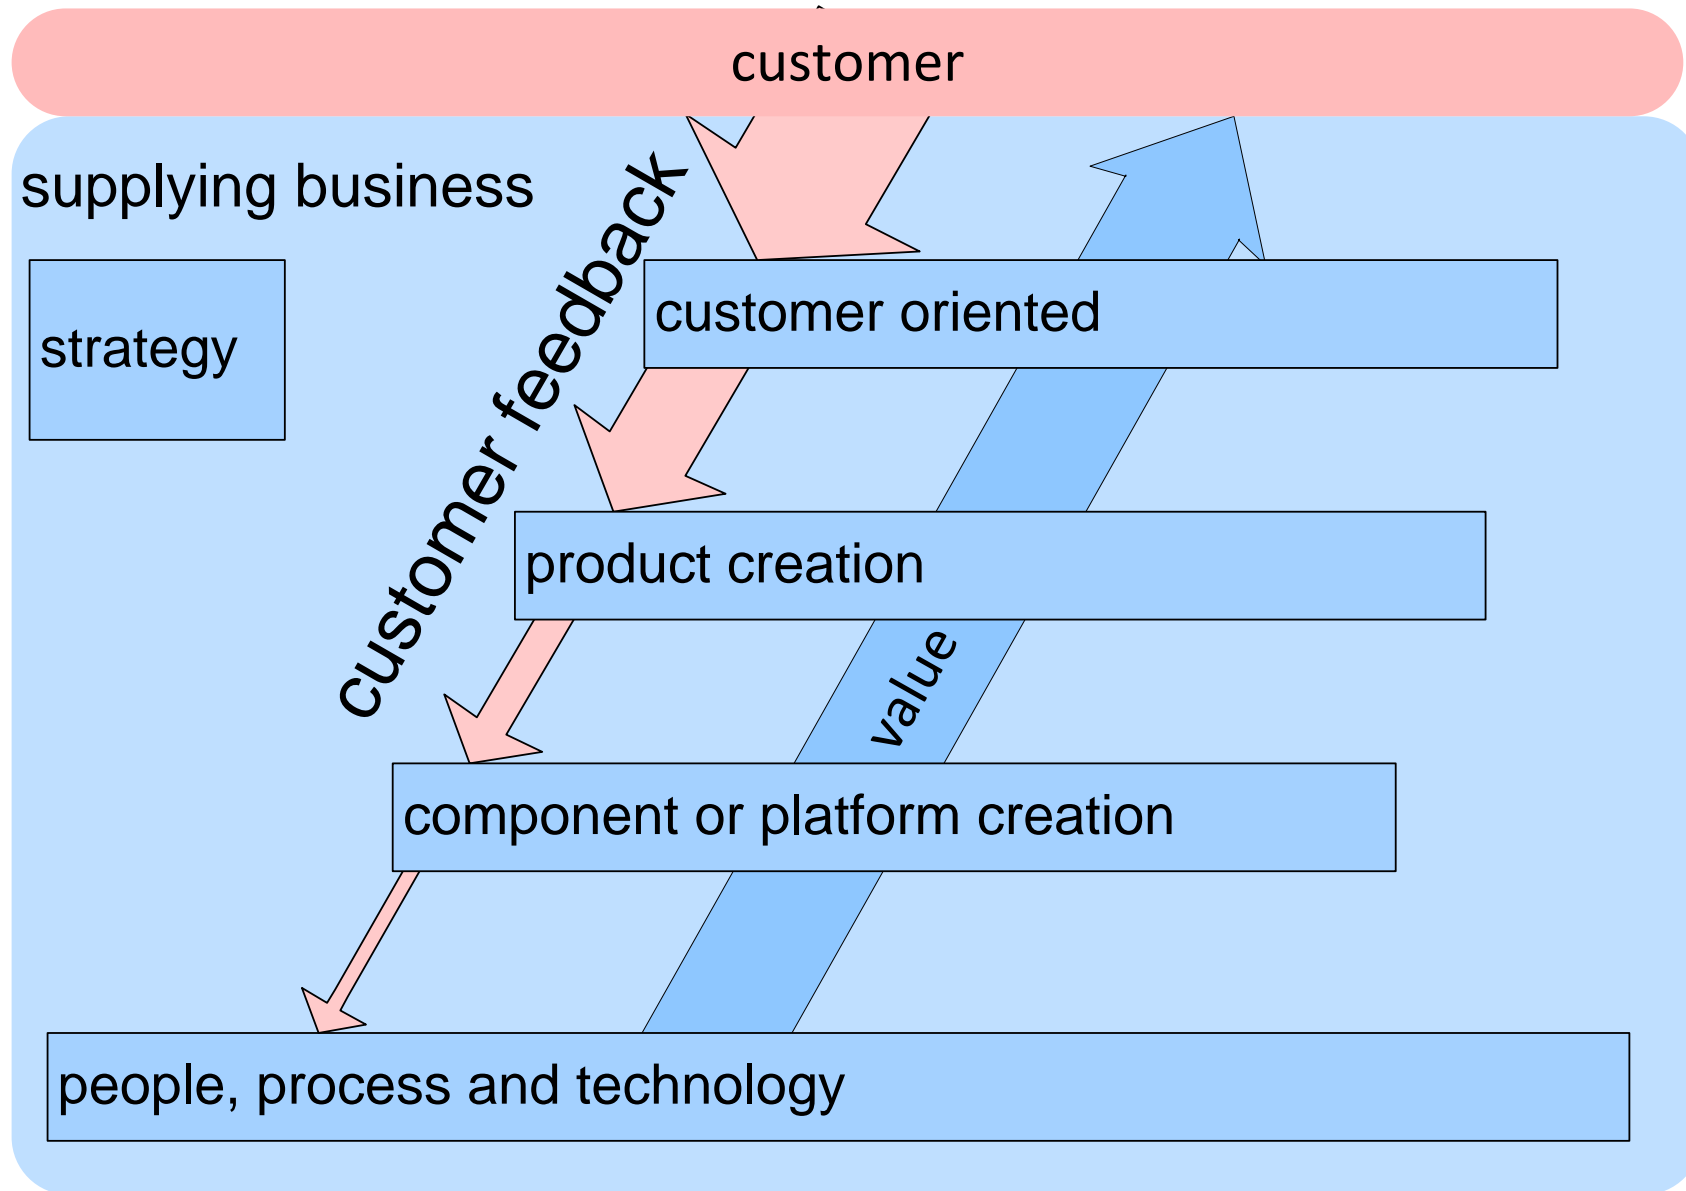 customer
supplying business
strategy
customer feedback
customer oriented
product creation
value
component or platform creation
people, process and technology